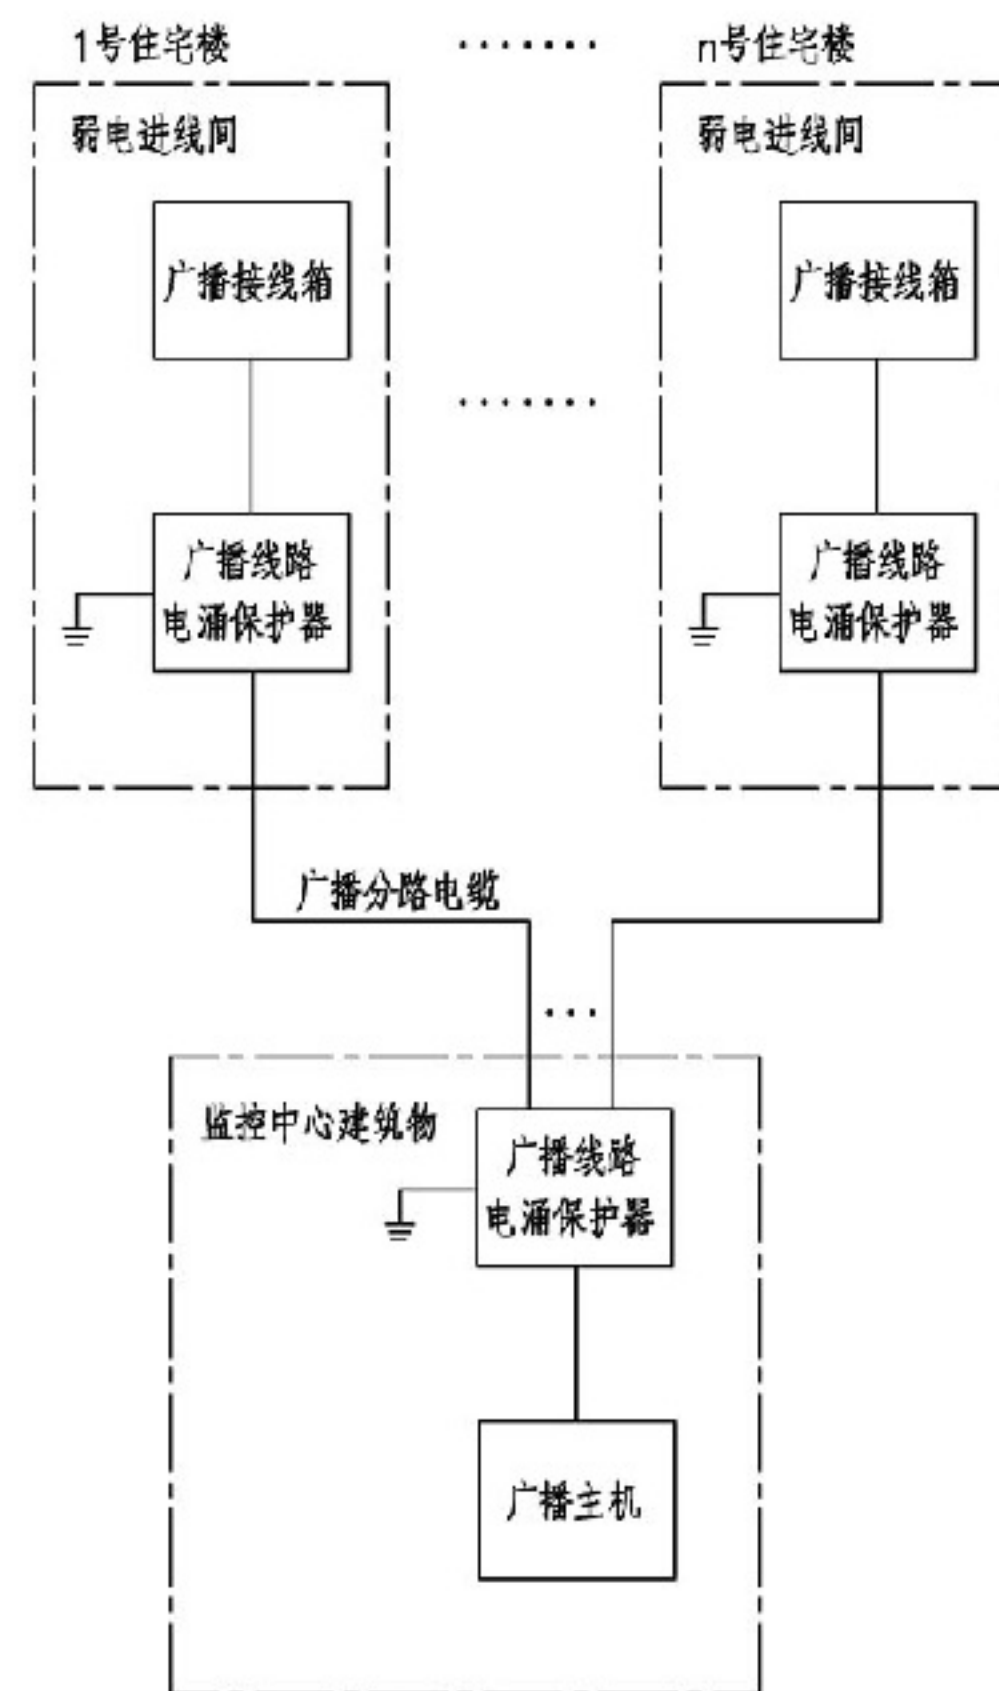 1号住宅楼
·······
n号住宅楼
弱电进线间
弱电进线间
广播接线箱
广播接线箱
·······
广播线路
电涌保护器
广播线路
电涌保护器
广播分路电缆
···
监控中心建筑物
广播线路
电涌保护器
广播主机